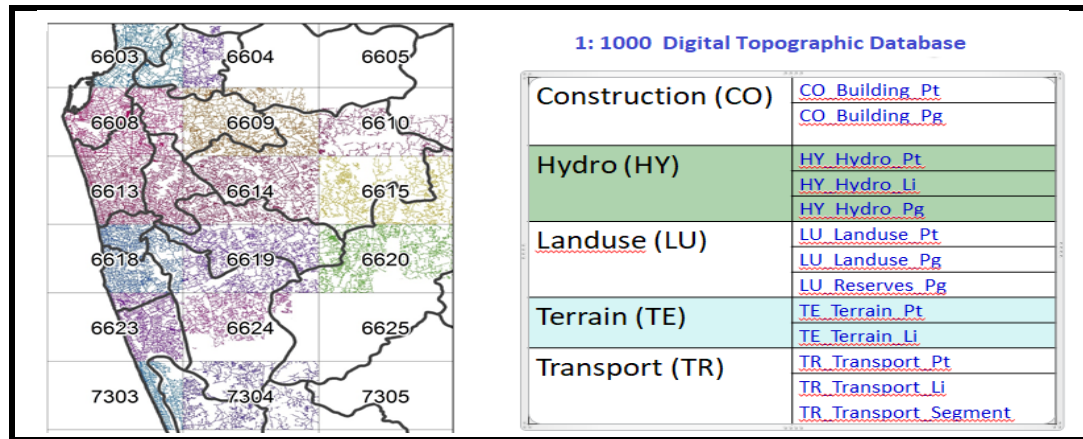 6603 6604 6605
6608 6609 6610
6613 6614 6615
6618 6619 6620
6623 6624 6625
7303 7304 7305
1: 1000 Digital Topographic Database
Construction (CO)
CO_Building_Pt
CO_Building_Pg
Hydro (HY)
HY_Hydro_Pt
HY_Hydro_Li
HY_Hydro_Pg
Landuse (LU)
LU_Landuse_Pt
LU_Landuse_Pg
LU_Reserves_Pg
Terrain (TE)
TE_Terrain_Pt
TE_Terrain_Li
Transport (TR)
TR_Transport_Pt
TR_Transport_Li
TR_Transport_Segment